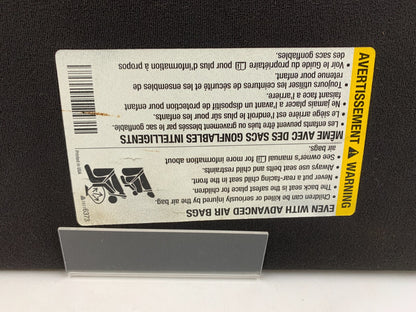 AVERTISSEMENT ⚠ WARNING
EVEN WITH ADVANCED AIR BAGS
• Children can be killed or seriously injured by the air bag.
• The back seat is the safest place for children.
• Never put a rear-facing child seat in the front.
• Always use seat belts and child restraints.
• See owner's manual for more information about
air bags.
MÊME AVEC DES SACS GONFLABLES INTELLIGENTS
• Les enfants peuvent être tués ou gravement blessés par le sac gonflable.
• Le siège arrière est l'endroit le plus sûr pour les enfants.
• Ne jamais placer à l'avant un dispositif de protection pour enfant
faisant face à l'arrière.
• Toujours utiliser les ceintures de sécurité et les ensembles de
retenue pour enfant.
• Voir le Guide du propriétaire pour plus d'information à propos
des sacs gonflables.
Printed in USA